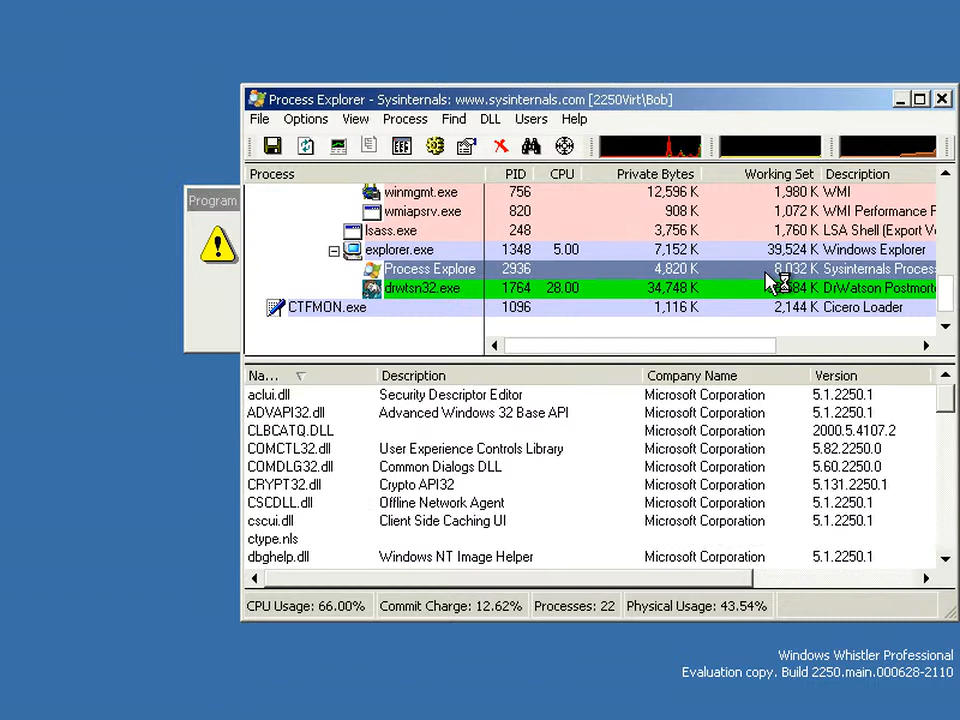 Process Explorer - Sysinternals: www.sysinternals.com [2250Virt\Bob]
File Options View Process Find DLL Users Help
Process PID CPU Private Bytes Working Set Description
winmgmt.exe 756 12,596 K 1,980 K WMI
Program
wmiapsrv.exe 820 908 K 1,072 K WMI Performance
lsass.exe 248 3,756 K 1,760 K LSA Shell (Export
explorer.exe 1348 5.00 7,152 K 39,524 K Windows Explorer
Process Explore 2936 4,820 K 8,032 K Sysinternals Proces
drwtsn32.exe 1764 28.00 34,748 K K DrWatson Postmort
CTFMON.exe 1096 1,116 K 2,144 K Cicero Loader
Na... Description Company Name Version
aclui.dll Security Descriptor Editor Microsoft Corporation 5.1.2250.1
ADVAPI32.dll Advanced Windows 32 Base API Microsoft Corporation 5.1.2250.1
CLBCATQ.DLL Microsoft Corporation 2000.5.4107.2
COMCTL32.dll User Experience Controls Library Microsoft Corporation 5.82.2250.0
COMDLG32.dll Common Dialogs DLL Microsoft Corporation 5.60.2250.0
CRYPT32.dll Crypto API32 Microsoft Corporation 5.131.2250.1
CSCDLL.dll Offline Network Agent Microsoft Corporation 5.1.2250.1
cscui.dll Client Side Caching UI Microsoft Corporation 5.1.2250.1
ctype.nls
dbghelp.dll Windows NT Image Helper Microsoft Corporation 5.1.2250.1
CPU Usage: 66.00% Commit Charge: 12.62% Processes: 22 Physical Usage: 43.54%
Windows Whistler Professional
Evaluation copy. Build 2250.main.000628-2110